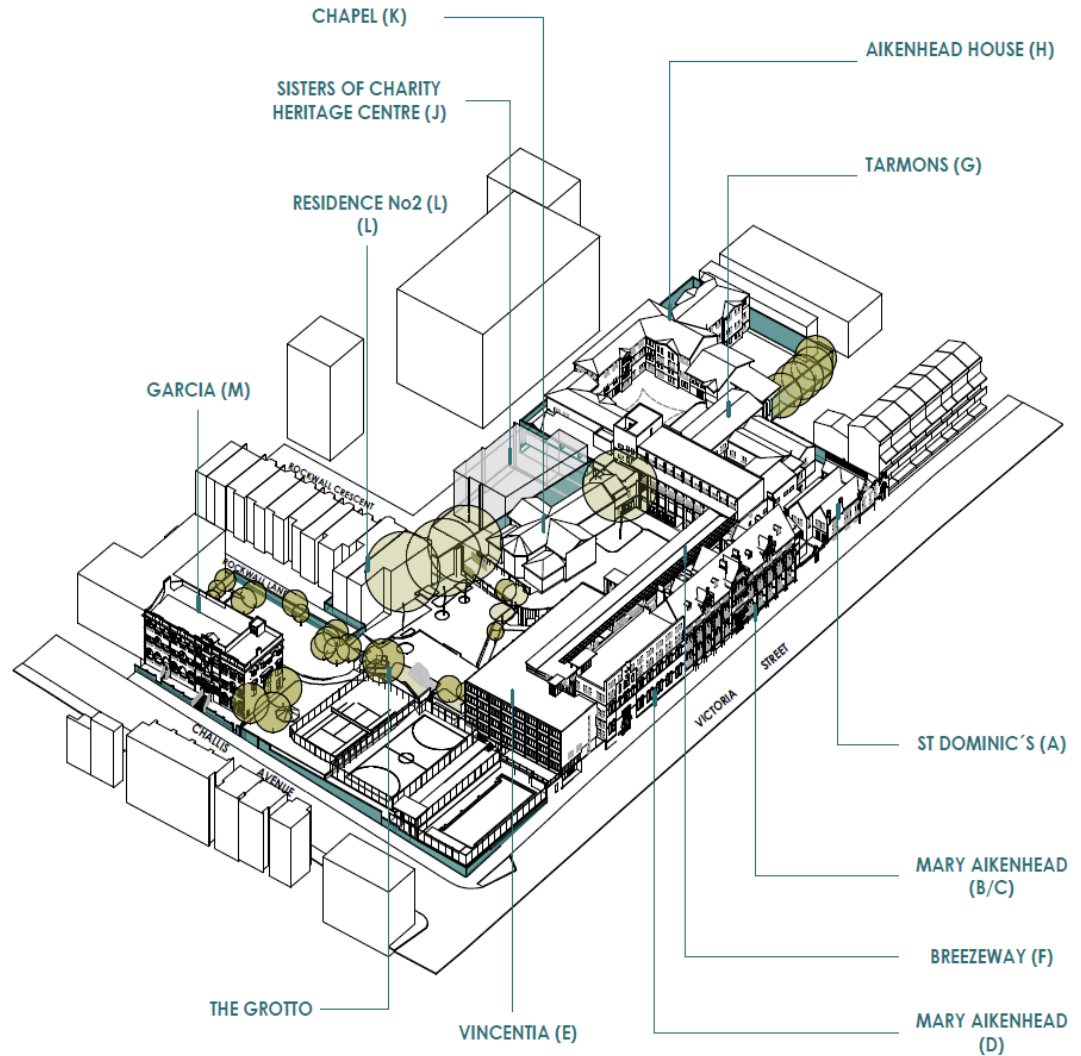 CHAPEL (K)
AIKENHEAD HOUSE (H)
SISTERS OF CHARITY
HERITAGE CENTRE (J)
TARMONS (G)
RESIDENCE No2 (L)
(L)
GARCIA (M)
ROCKWALL CRESCENT
ROCKWALL LANE
VICTORIA STREET
CHALLIS AVENUE
ST DOMINIC´S (A)
MARY AIKENHEAD
(B/C)
BREEZEWAY (F)
THE GROTTO
VINCENTIA (E)
MARY AIKENHEAD
(D)